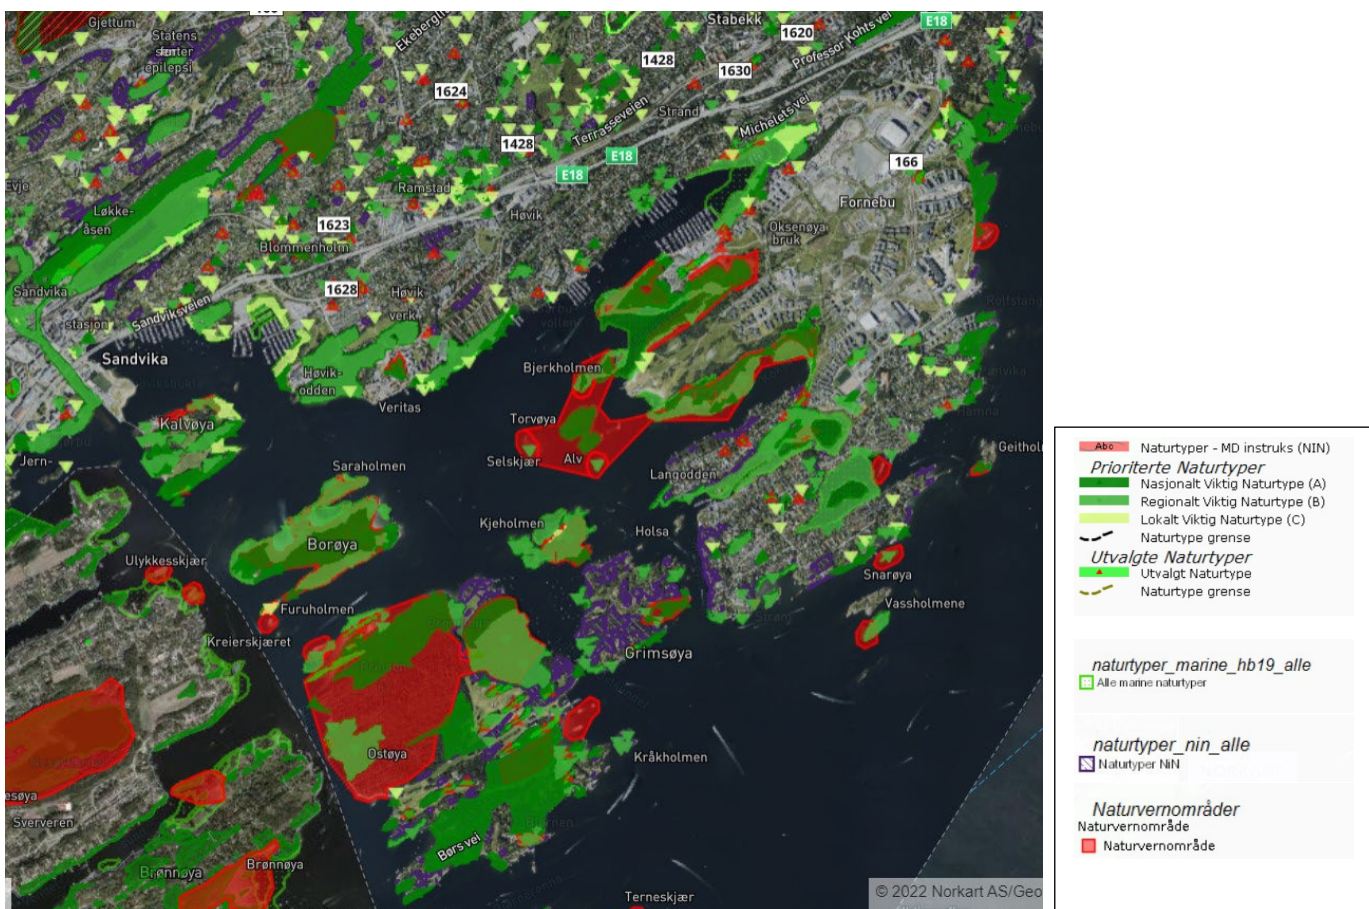 Gjettum
Statens
senter
epilepsi
Stabekk
E18
1620
Professor Kohts vei
1428
1630
1624
Terrasseveien
Strand
Michelets vei
1428
E18
E18
166
Evje
Ramstad
Fornebu
Løkke-
åsen
Høvik
Oksenøya
bruk
1623
Blommenholm
Sandvika
stasjon
Sandviksveien
1628
Høvik
verk
Sandvika
Høvik-
odden
Bjerkholmen
Veritas
Kalvøya
Torvøya
Jern-
Saraholmen
Selskjær
Alv
Langodden
Geitholm
Kjeholmen
Holsa
Borøya
Ulykkesskjær
Snarøya
Furuholmen
Vassholmene
Kreierskjæret
Grimsøya
Ostøya
Kråkholmen
Sververen
Børs vei
Brønnøya
Brønnøya
Terneskjær
© 2022 Norkart AS/Geo
Abc Naturtyper - MD instruks (NIN)
Prioriterte Naturtyper
Nasjonalt Viktig Naturtype (A)
Regionalt Viktig Naturtype (B)
Lokalt Viktig Naturtype (C)
Naturtype grense
Utvalgte Naturtyper
Utvalgt Naturtype
Naturtype grense
naturtyper_marine_hb19_alle
Alle marine naturtyper
naturtyper_nin_alle
Naturtyper NiN
Naturvernområder
Naturvernområde
Naturvernområde